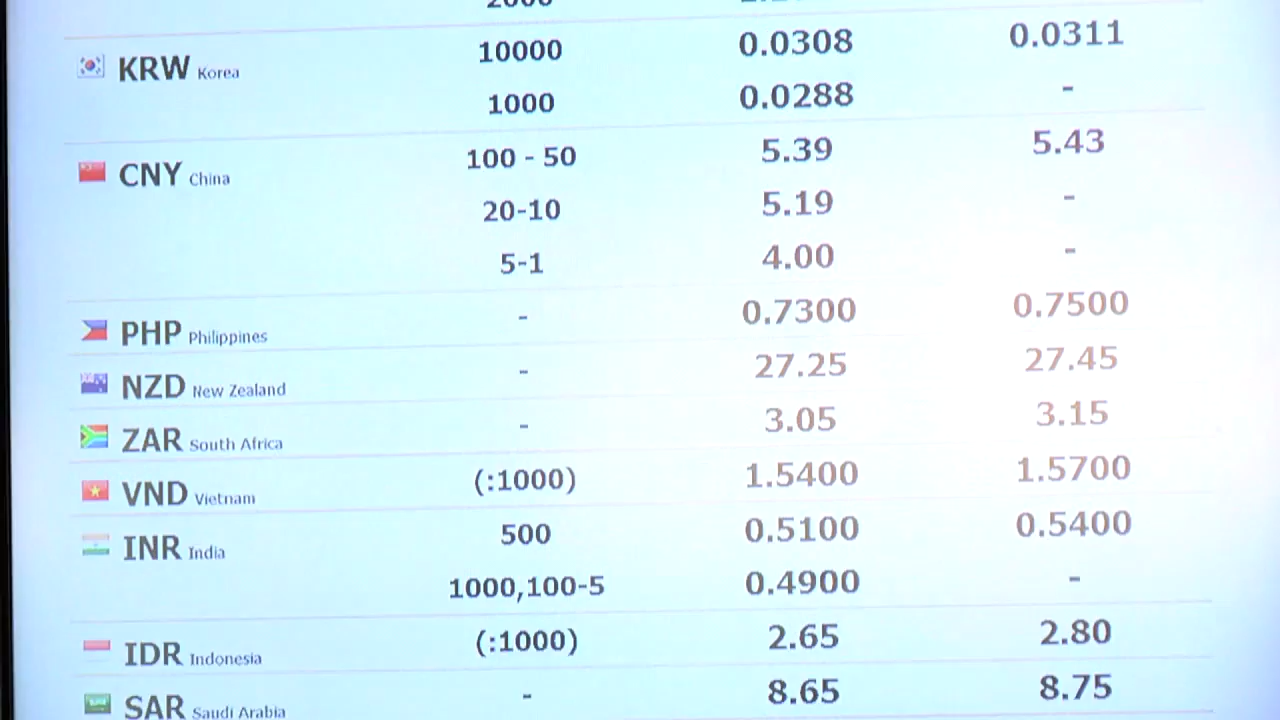 KRW Korea 10000 0.0308 0.0311
1000 0.0288 -
CNY China 100 - 50 5.39 5.43
20-10 5.19 -
5-1 4.00 -
PHP Philippines - 0.7300 0.7500
NZD New Zealand - 27.25 27.45
ZAR South Africa - 3.05 3.15
VND Vietnam (:1000) 1.5400 1.5700
INR India 500 0.5100 0.5400
1000,100-5 0.4900 -
IDR Indonesia (:1000) 2.65 2.80
SAR Saudi Arabia - 8.65 8.75